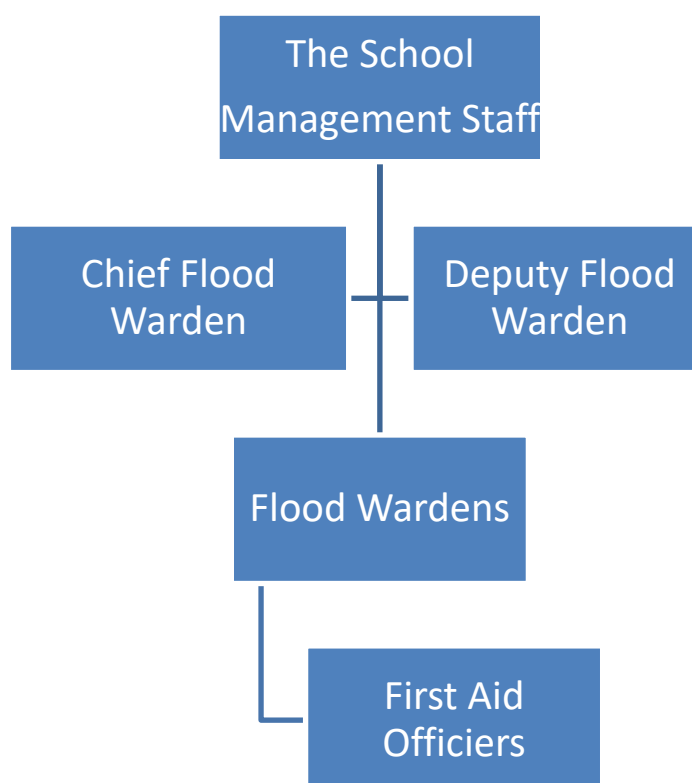 The School
Management Staff
Chief Flood
Warden
Deputy Flood
Warden
Flood Wardens
First Aid
Officiers